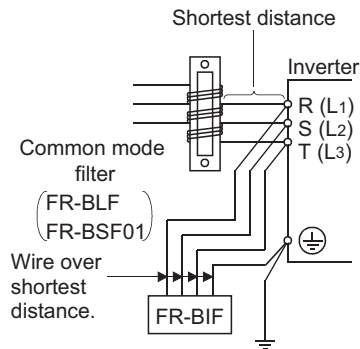 Shortest distance
Inverter
R (L1)
S (L2)
T (L3)
Common mode
filter
(FR-BLF
FR-BSF01)
Wire over
shortest
distance.
FR-BIF